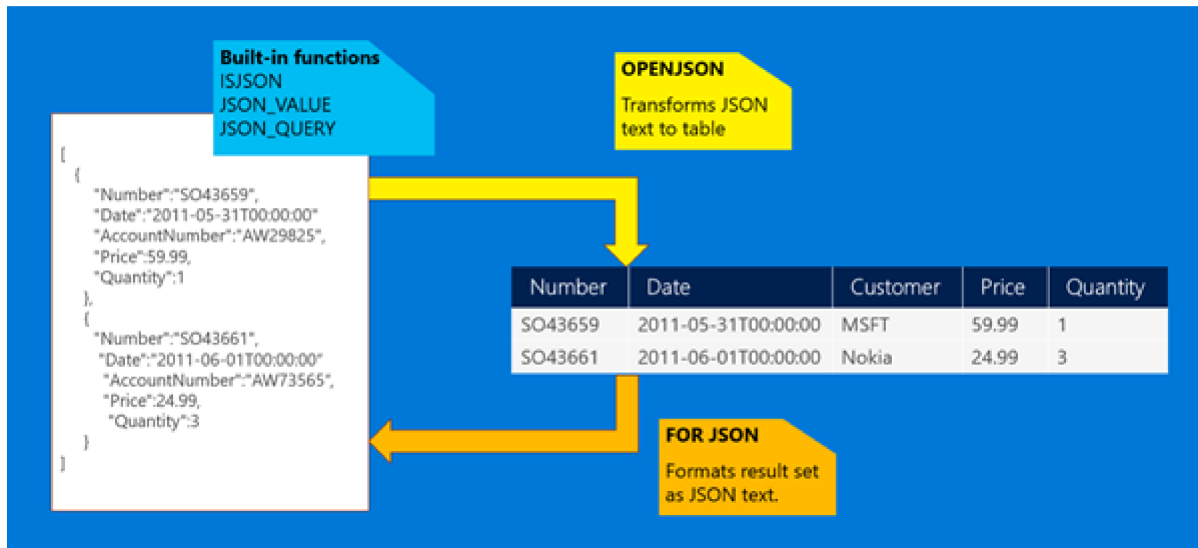 Built-in functions
ISJSON
JSON_VALUE
JSON_QUERY
OPENJSON
Transforms JSON
text to table
[
{
"Number":"SO43659",
"Date":"2011-05-31T00:00:00"
"AccountNumber":"AW29825",
"Price":59.99,
"Quantity":1
},
{
"Number":"SO43661",
"Date":"2011-06-01T00:00:00"
"AccountNumber":"AW73565",
"Price":24.99,
"Quantity":3
}
]
Number Date Customer Price Quantity
SO43659 2011-05-31T00:00:00 MSFT 59.99 1
SO43661 2011-06-01T00:00:00 Nokia 24.99 3
FOR JSON
Formats result set
as JSON text.